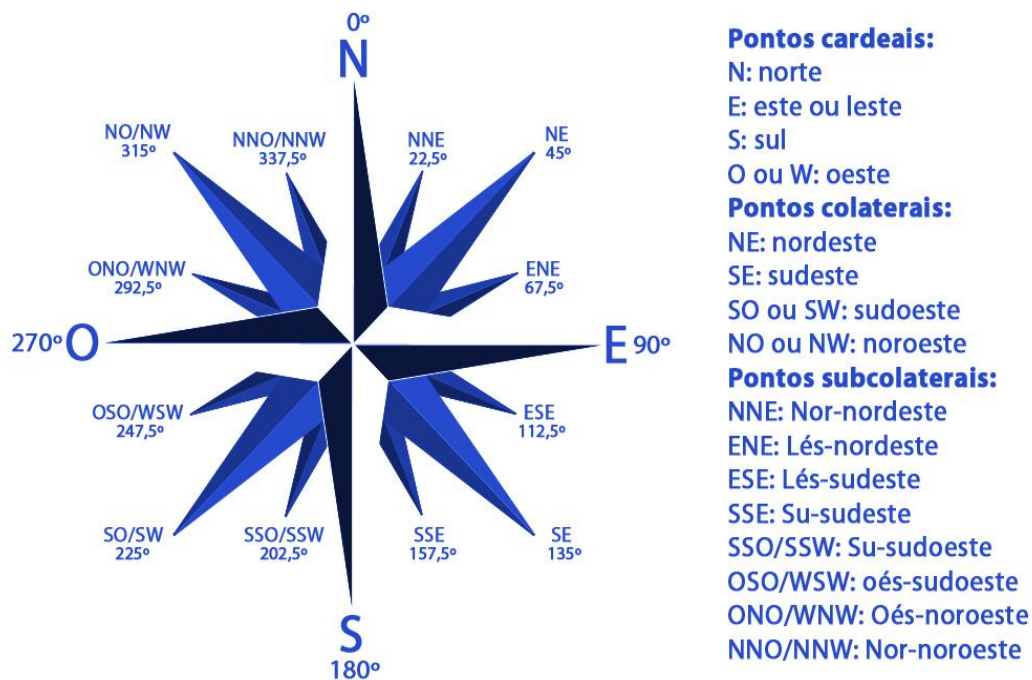 0º
N
NO/NW
315º
NNO/NNW
337,5º
NNE
22,5º
NE
45º
ONO/WNW
292,5º
ENE
67,5º
270º O
E 90º
OSO/WSW
247,5º
ESE
112,5º
SO/SW
225º
SSO/SSW
202,5º
SSE
157,5º
SE
135º
S
180º
Pontos cardeais:
N: norte
E: este ou leste
S: sul
O ou W: oeste
Pontos colaterais:
NE: nordeste
SE: sudeste
SO ou SW: sudoeste
NO ou NW: noroeste
Pontos subcolaterais:
NNE: Nor-nordeste
ENE: Lés-nordeste
ESE: Lés-sudeste
SSE: Su-sudeste
SSO/SSW: Su-sudoeste
OSO/WSW: oés-sudoeste
ONO/WNW: Oés-noroeste
NNO/NNW: Nor-noroeste